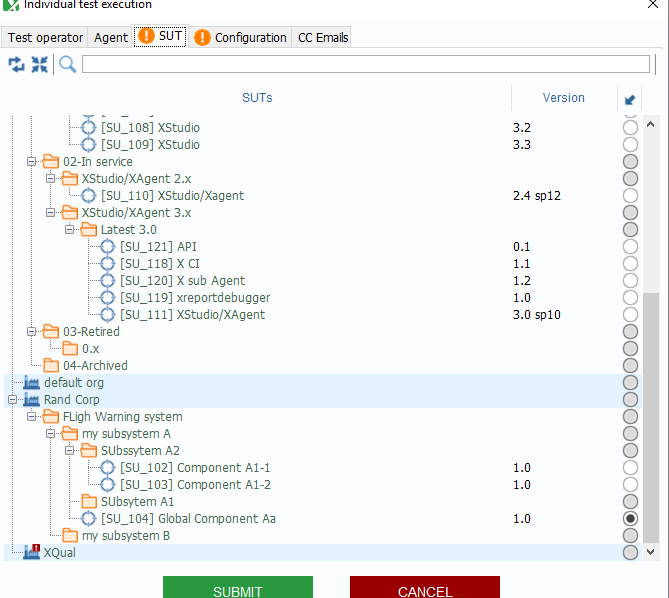 Individual test execution
Test operator Agent SUT Configuration CC Emails
SUTs Version
[SU_108] XStudio 3.2
[SU_109] XStudio 3.3
02-In service
XStudio/XAgent 2.x
[SU_110] XStudio/Xagent 2.4 sp12
XStudio/XAgent 3.x
Latest 3.0
[SU_121] API 0.1
[SU_118] X CI 1.1
[SU_120] X sub Agent 1.2
[SU_119] xreportdebugger 1.0
[SU_111] XStudio/XAgent 3.0 sp10
03-Retired
0.x
04-Archived
default org
Rand Corp
FLigh Warning system
my subsystem A
SUbssytem A2
[SU_102] Component A1-1 1.0
[SU_103] Component A1-2 1.0
SUbsytem A1
[SU_104] Global Component Aa 1.0
my subsystem B
XQual
SUBMIT CANCEL